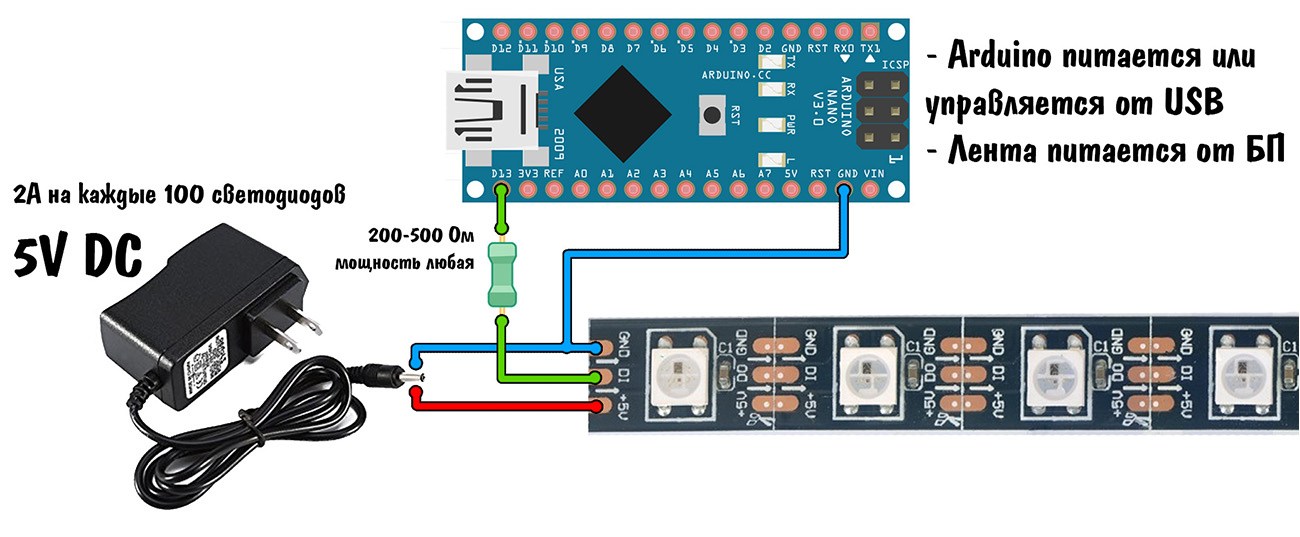 D12 D11 D10 D9 D8 D7 D6 D5 D4 D3 D2 GND RST RX0 TX1
TX
ICSP
ARDUINO.CC
USA
RX
ARDUINO
NANO
V3.0
RST
PWR
2009
L
1
D13 3V3 REF A0 A1 A2 A3 A4 A5 A6 A7 5V RST GND VIN
- Arduino питается или
управляется от USB
- Лента питается от БП
2А на каждые 100 светодиодов
5V DC
200-500 Ом
мощность любая
GND
DI
+5V
C1
GND
DO
+5V
GND
DI
+5V
C1
GND
DO
+5V
GND
DI
+5V
C1
GND
DO
+5V
GND
DI
+5V
C1